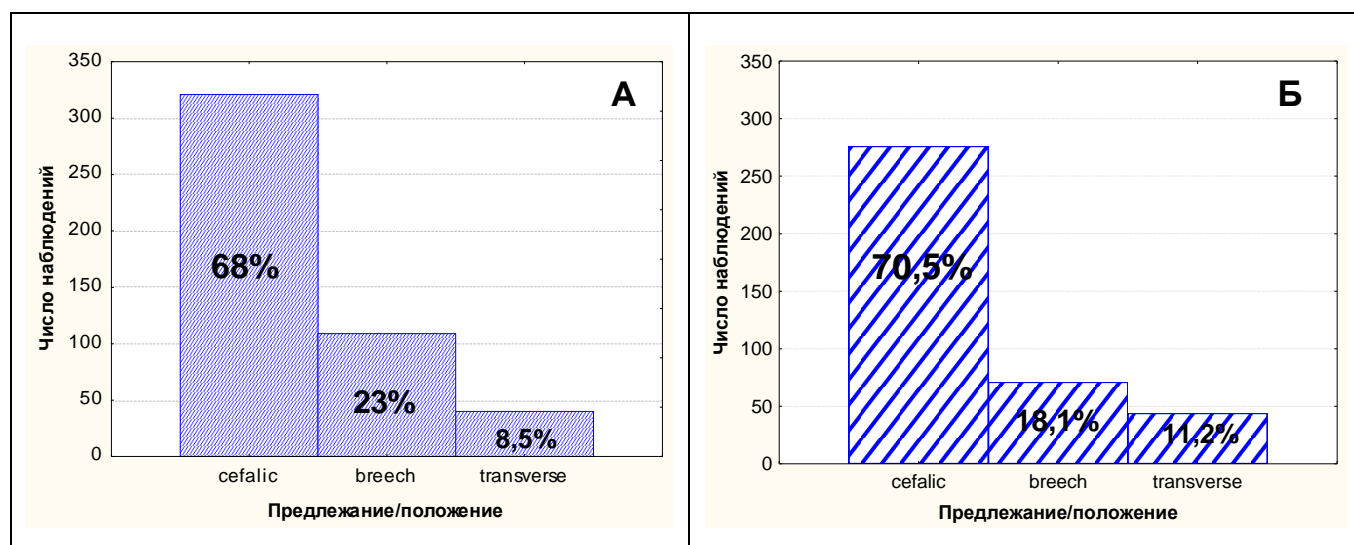 А
350
300
250
200
150
100
50
0
Число наблюдений
68%
23%
8,5%
cefalic breech transverse
Предлежание/положение
Б
350
300
250
200
150
100
50
0
Число наблюдений
70,5%
18,1%
11,2%
cefalic breech transverse
Предлежание/положение